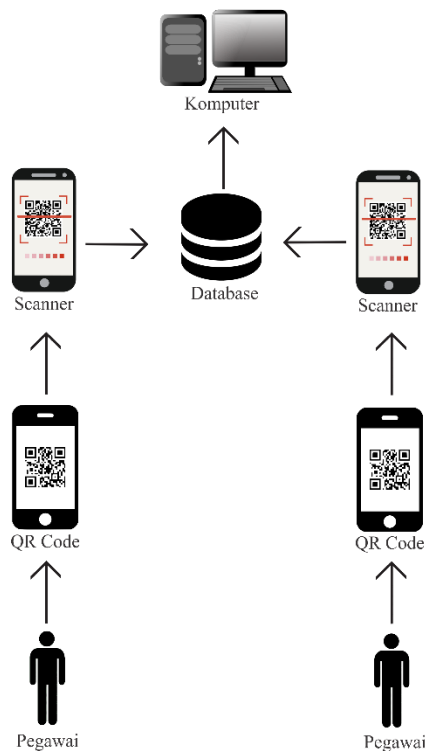 Komputer
Scanner
Database
Scanner
QR Code
QR Code
Pegawai
Pegawai